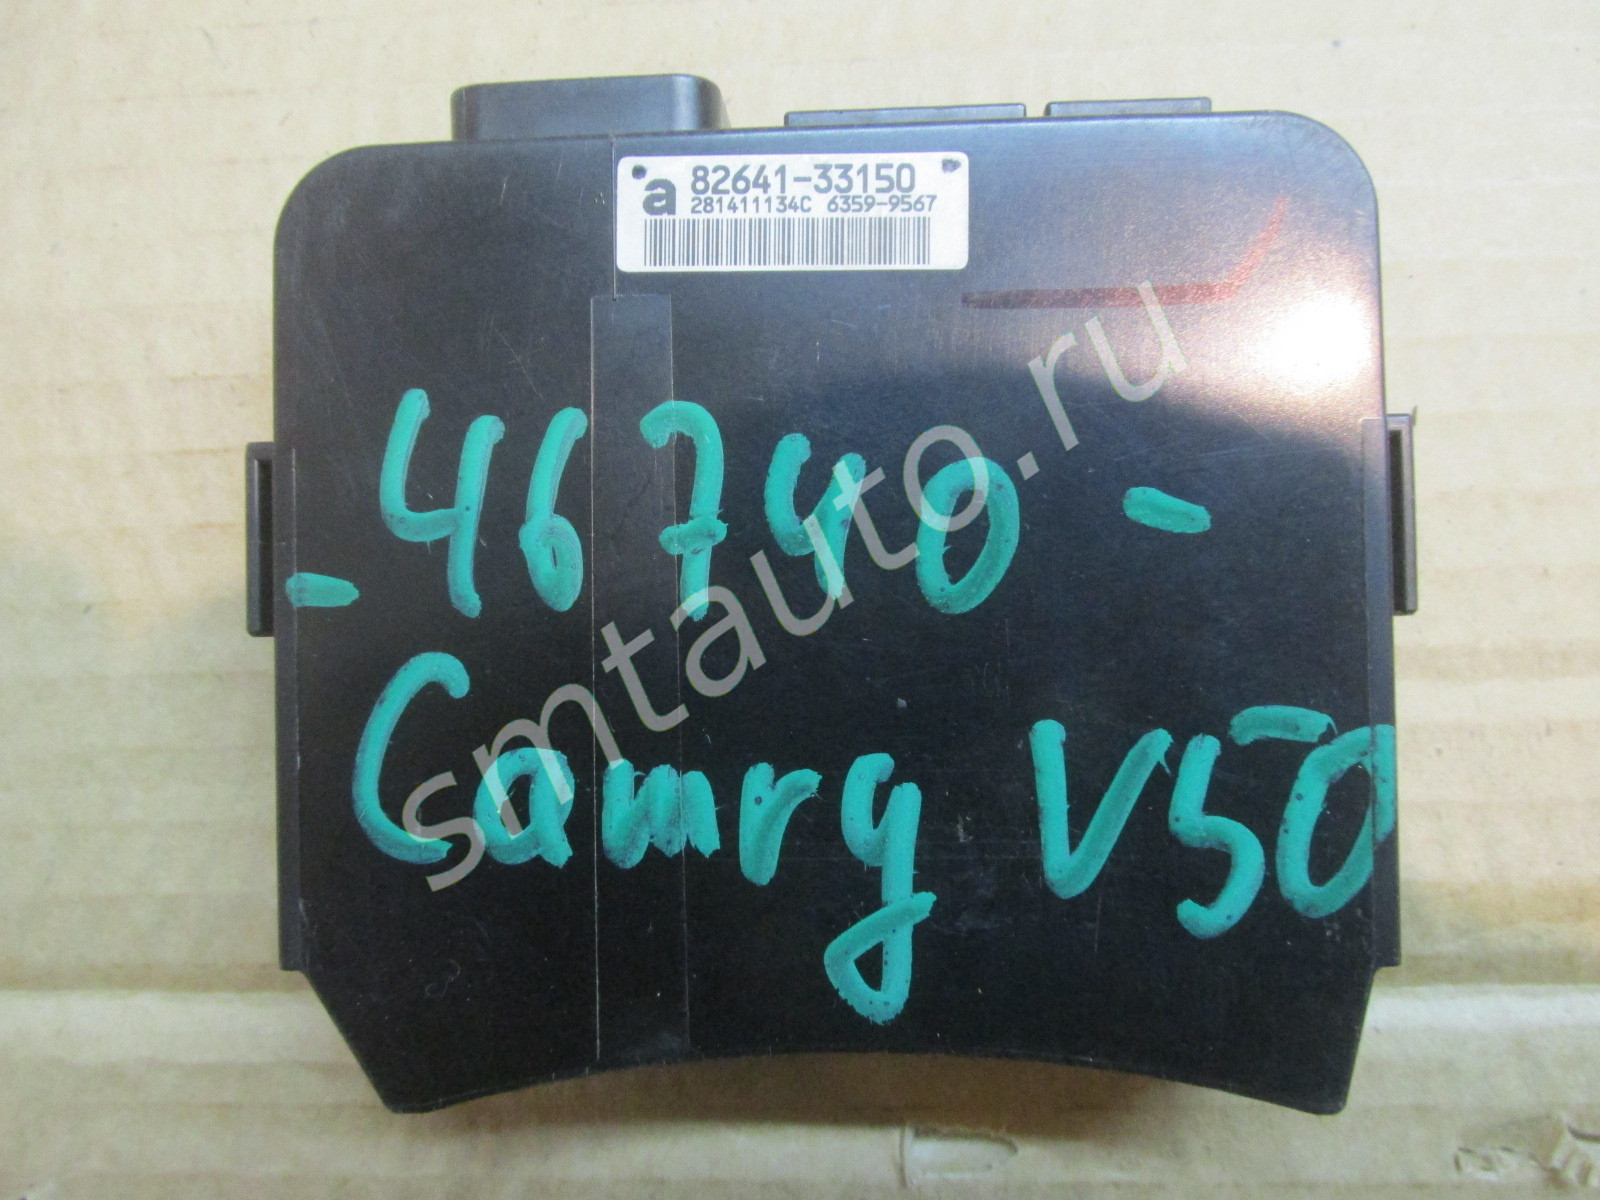 a 82641-33150
281411134C 6359-9567
-46740-
Camry V50
smtauto.ru